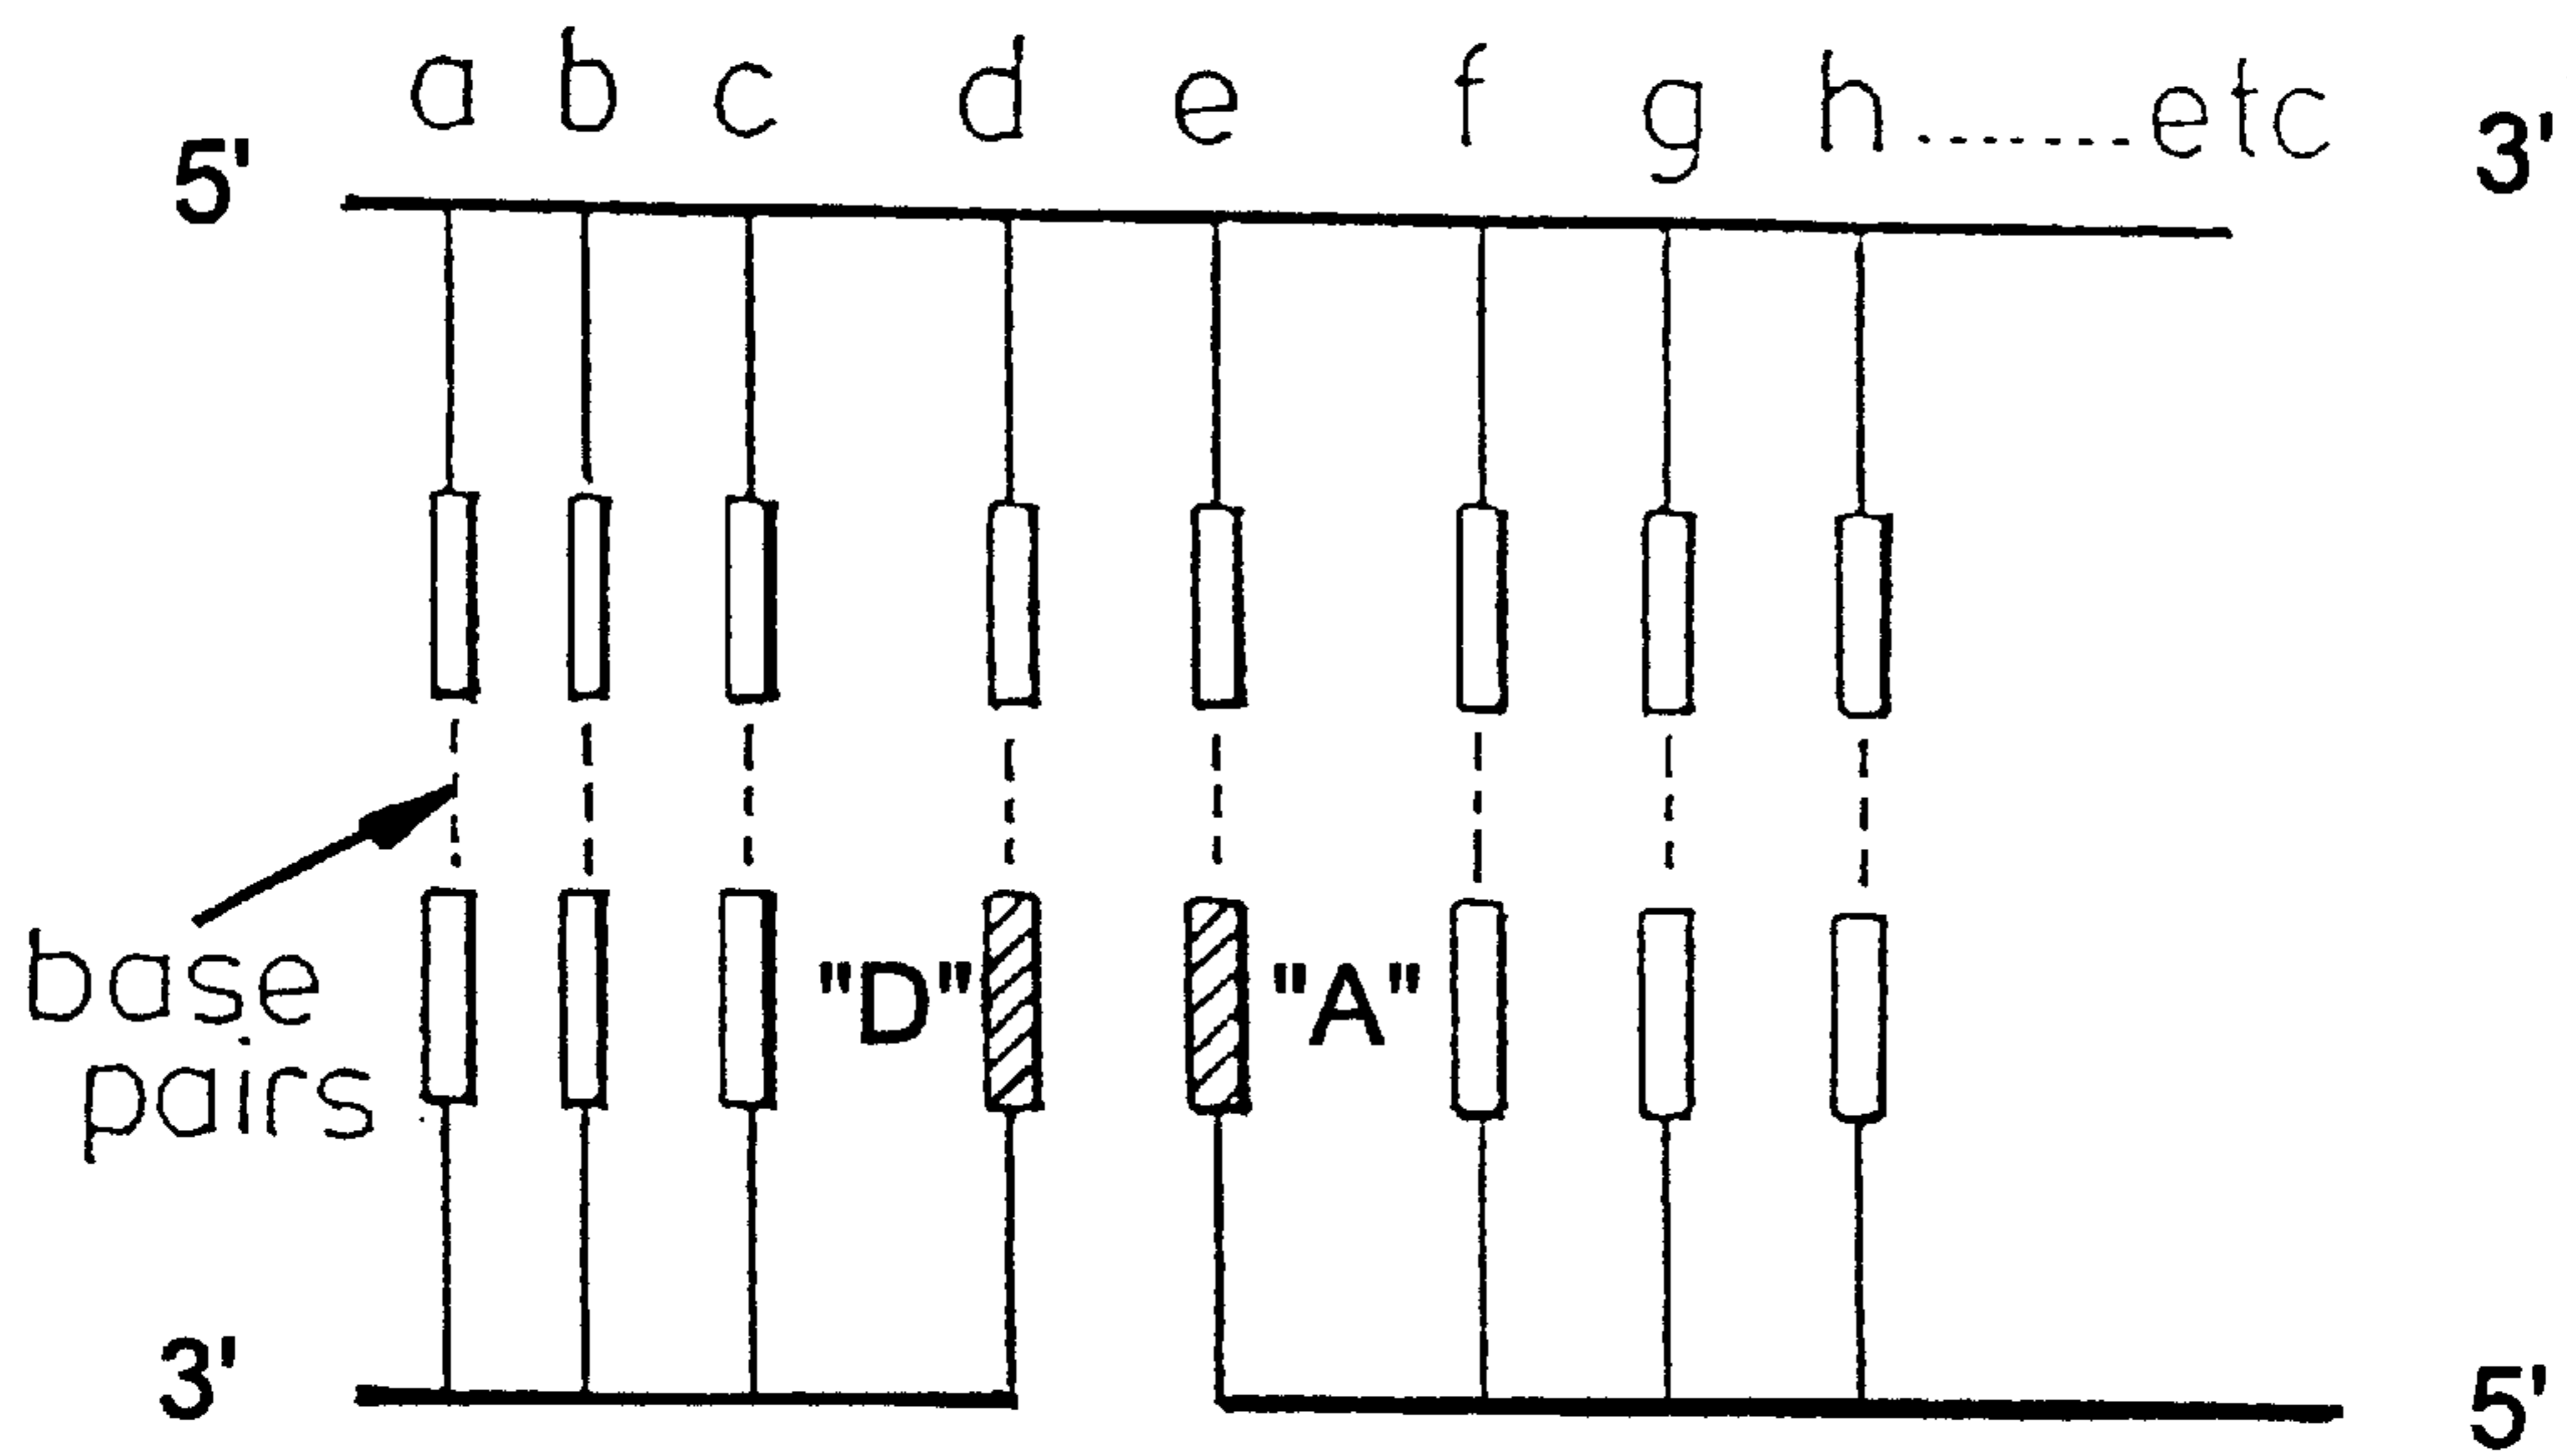 a b c d e f g h.......etc
5' 3'
"D" "A"
base
pairs
3' 5'